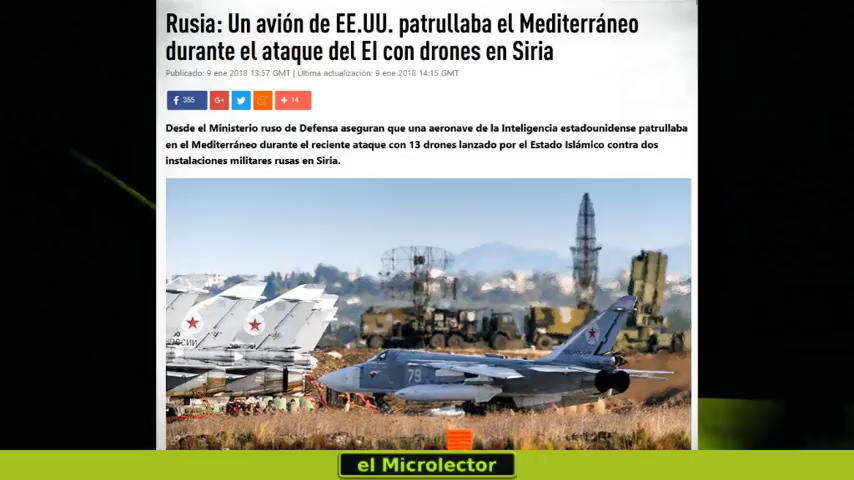 Rusia: Un avión de EE.UU. patrullaba el Mediterráneo
durante el ataque del EI con drones en Siria
Publicado: 9 ene 2018 13:57 GMT | Última actualización: 9 ene 2018 14:15 GMT
355
G+
+ 14
Desde el Ministerio ruso de Defensa aseguran que una aeronave de la Inteligencia estadounidense patrullaba
en el Mediterráneo durante el reciente ataque con 13 drones lanzado por el Estado Islámico contra dos
instalaciones militares rusas en Siria.
79
el Microlector